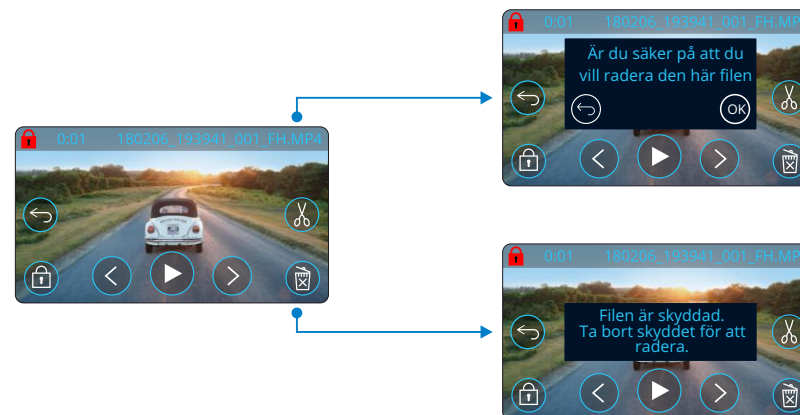 0:01 180206_193941_001_FH.MP4
0:01 180206_193941_001_FH.MP
Är du säker på att du
vill radera den här filen
OK
0:01 180206_193941_001_FH.MP
Filen är skyddad.
Ta bort skyddet för att
radera.